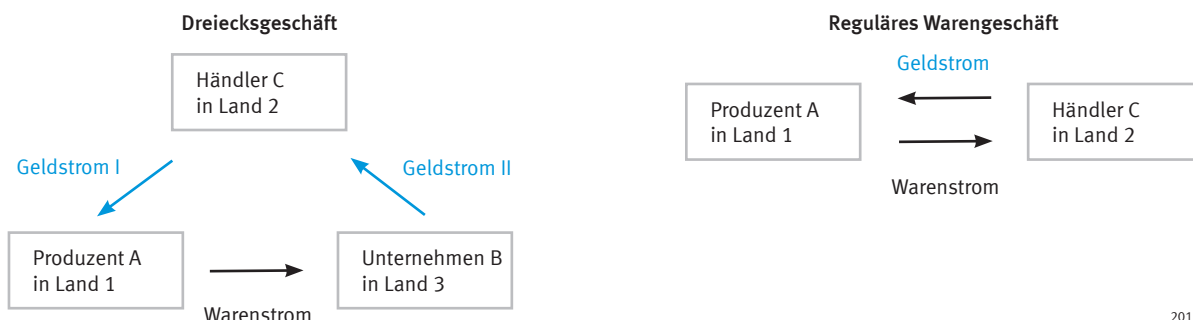 Dreiecksgeschäft
Händler C
in Land 2
Geldstrom I
Geldstrom II
Produzent A
in Land 1
Unternehmen B
in Land 3
Warenstrom
Reguläres Warengeschäft
Geldstrom
Produzent A
in Land 1
Händler C
in Land 2
Warenstrom
201